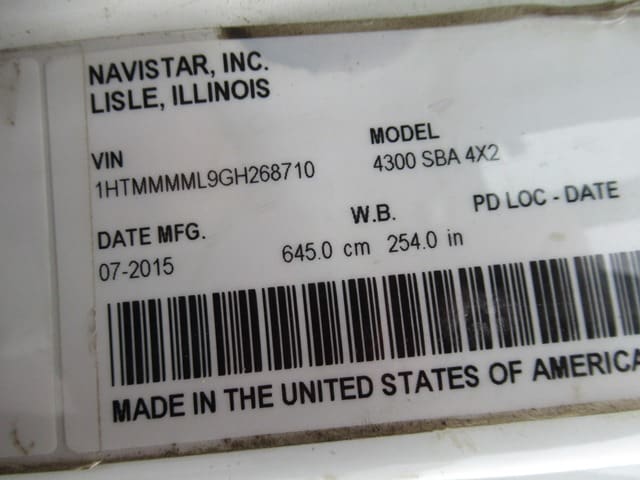 NAVISTAR, INC.
LISLE, ILLINOIS
VIN MODEL
1HTMMMML9GH268710 4300 SBA 4X2
DATE MFG. W.B. PD LOC - DATE
07-2015 645.0 cm 254.0 in
MADE IN THE UNITED STATES OF AMERICA